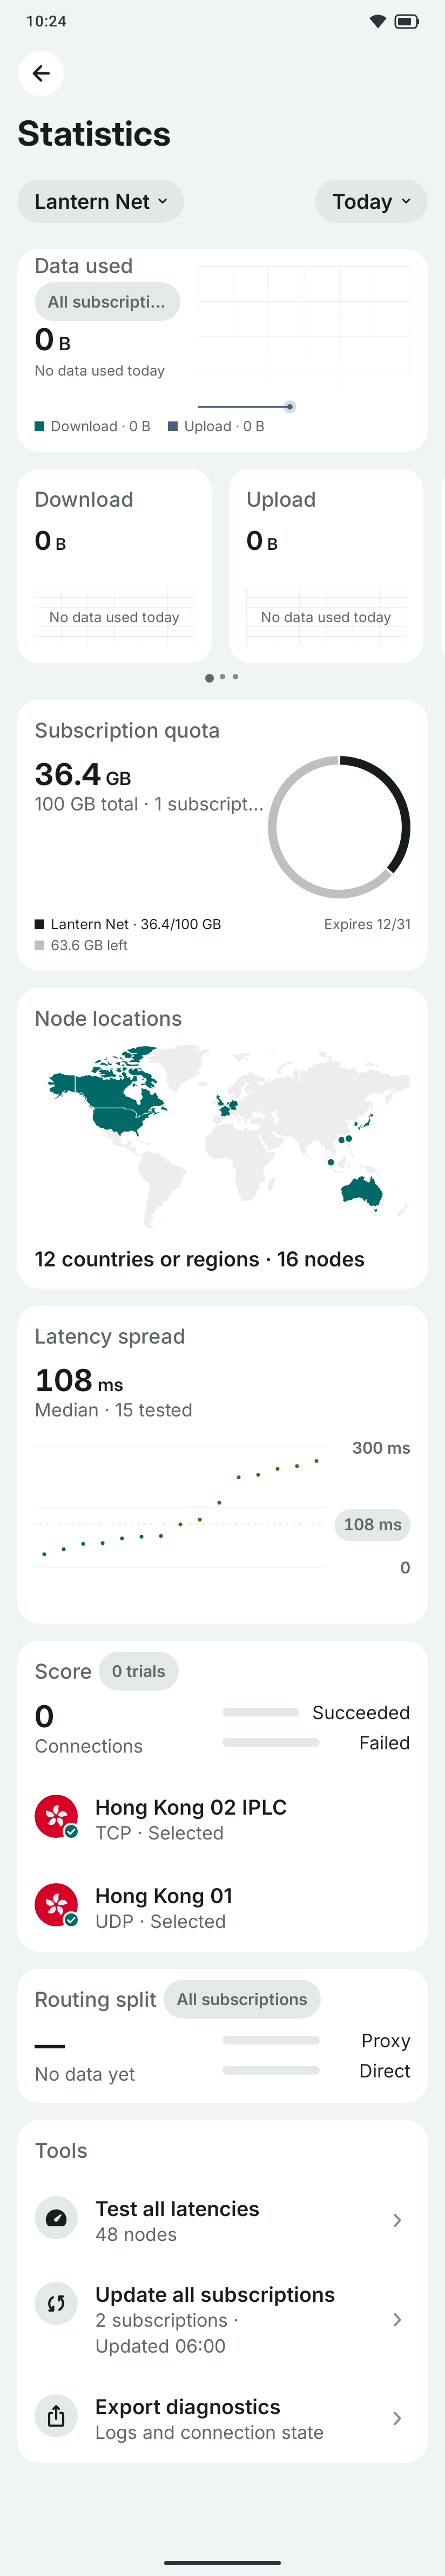 10:24
Statistics
Lantern Net
Today
Data used
All subscripti...
0 B
No data used today
Download · 0 B
Upload · 0 B
Download
0 B
No data used today
Upload
0 B
No data used today
Subscription quota
36.4 GB
100 GB total · 1 subscript...
Lantern Net · 36.4/100 GB
Expires 12/31
63.6 GB left
Node locations
12 countries or regions · 16 nodes
Latency spread
108 ms
Median · 15 tested
300 ms
108 ms
0
Score
0 trials
0
Connections
Succeeded
Failed
Hong Kong 02 IPLC
TCP · Selected
Hong Kong 01
UDP · Selected
Routing split
All subscriptions
—
No data yet
Proxy
Direct
Tools
Test all latencies
48 nodes
Update all subscriptions
2 subscriptions ·
Updated 06:00
Export diagnostics
Logs and connection state